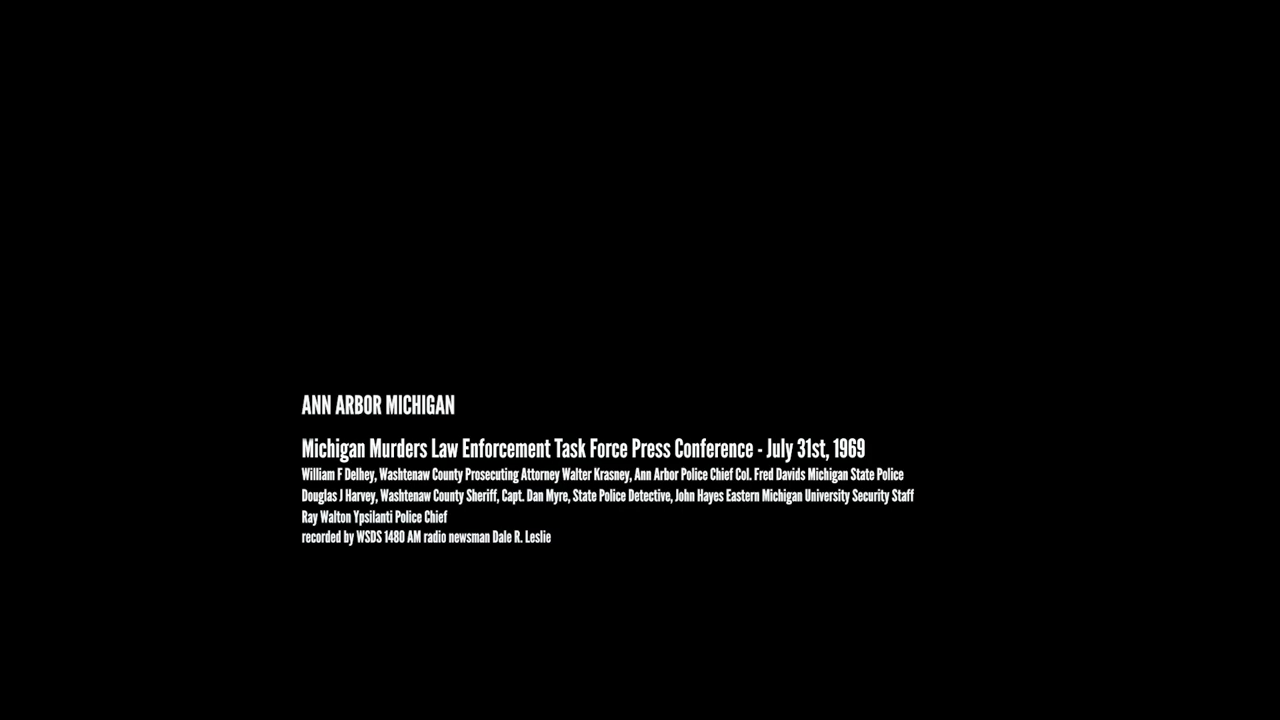 ANN ARBOR MICHIGAN
Michigan Murders Law Enforcement Task Force Press Conference - July 31st, 1969
William F Delhey, Washtenaw County Prosecuting Attorney Walter Krasney, Ann Arbor Police Chief Col. Fred Davids Michigan State Police
Douglas J Harvey, Washtenaw County Sheriff, Capt. Dan Myre, State Police Detective, John Hayes Eastern Michigan University Security Staff
Ray Walton Ypsilanti Police Chief
recorded by WSDS 1480 AM radio newsman Dale R. Leslie